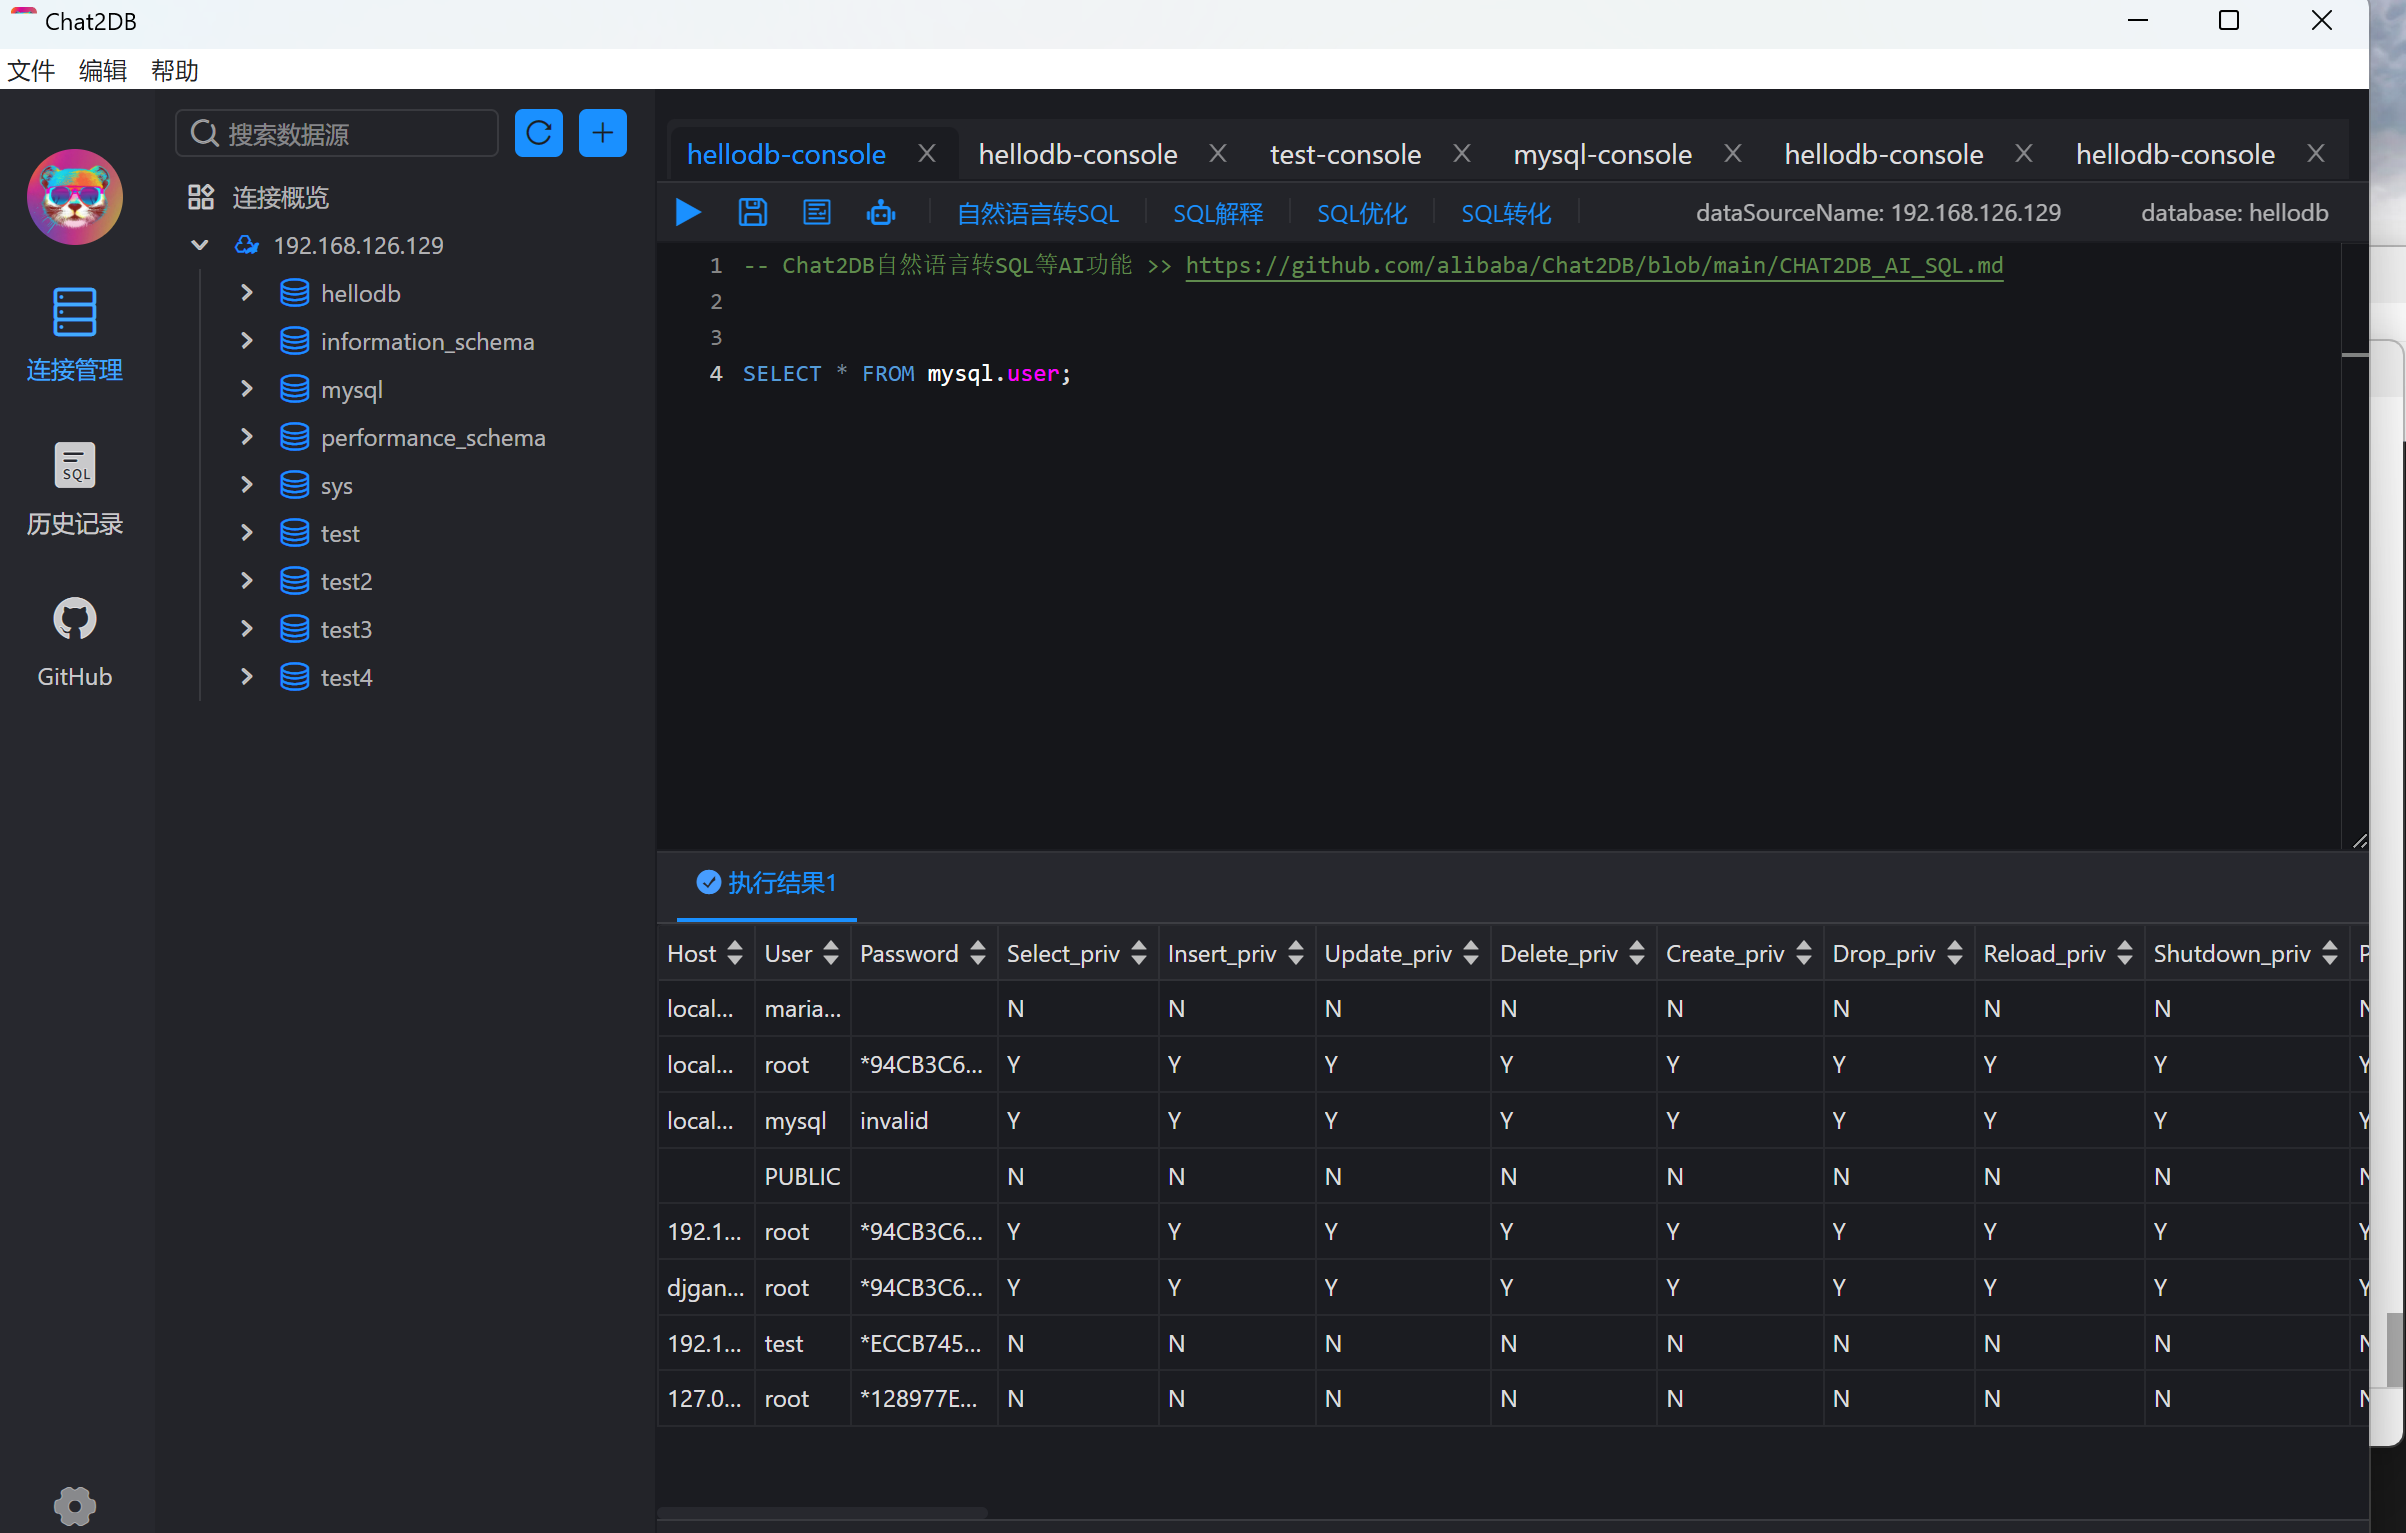 Chat2DB
文件 编辑 帮助
搜索数据源
连接概览
192.168.126.129
hellodb
information_schema
mysql
performance_schema
sys
test
test2
test3
test4
连接管理
SQL
历史记录
GitHub
hellodb-console X hellodb-console X test-console X mysql-console X hellodb-console X hellodb-console X
自然语言转SQL SQL解释 SQL优化 SQL转化 dataSourceName: 192.168.126.129 database: hellodb
1 -- Chat2DB自然语言转SQL等AI功能 >> https://github.com/alibaba/Chat2DB/blob/main/CHAT2DB_AI_SQL.md
2
3
4 SELECT * FROM mysql.user;
执行结果1
Host User Password Select_priv Insert_priv Update_priv Delete_priv Create_priv Drop_priv Reload_priv Shutdown_priv P
local... maria... N N N N N N N N N
local... root *94CB3C6... Y Y Y Y Y Y Y Y Y
local... mysql invalid Y Y Y Y Y Y Y Y Y
PUBLIC N N N N N N N N N
192.1... root *94CB3C6... Y Y Y Y Y Y Y Y Y
djgan... root *94CB3C6... Y Y Y Y Y Y Y Y Y
192.1... test *ECCB745... N N N N N N N N N
127.0... root *128977E... N N N N N N N N N